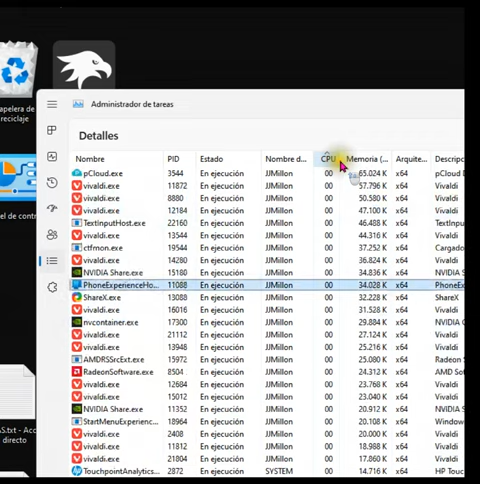 reciclaje
Administrador de tareas
Detalles
Nombre PID Estado Nombre d... CPU Memoria (... Arquite... Descripc
pCloud.exe 3544 En ejecución JJMillon 00 65.024 K x64 pCloud
vivaldi.exe 11872 En ejecución JJMillon 00 57.796 K x64 Vivaldi
vivaldi.exe 8880 En ejecución JJMillon 00 50.580 K x64 Vivaldi
vivaldi.exe 12184 En ejecución JJMillon 00 47.100 K x64 Vivaldi
TextInputHost.exe 22160 En ejecución JJMillon 00 46.488 K x64 TextInp
vivaldi.exe 13544 En ejecución JJMillon 00 44.316 K x64 Vivaldi
ctfmon.exe 19544 En ejecución JJMillon 00 37.252 K x64 Cargado
vivaldi.exe 16824 En ejecución JJMillon 00 36.264 K x64 Vivaldi
NVIDIA Share.exe 15180 En ejecución JJMillon 00 34.836 K x64 NVIDIA
PhoneExperienceHo... 11088 En ejecución JJMillon 00 34.028 K x64 PhoneEx
ShareX.exe 13088 En ejecución JJMillon 00 32.228 K x64 ShareX
vivaldi.exe 16016 En ejecución JJMillon 00 31.528 K x64 Vivaldi
nvcontainer.exe 17300 En ejecución JJMillon 00 29.884 K x64 NVIDIA
vivaldi.exe 21112 En ejecución JJMillon 00 27.124 K x64 Vivaldi
vivaldi.exe 13948 En ejecución JJMillon 00 25.216 K x64 Vivaldi
AMDRSSrcExt.exe 15972 En ejecución JJMillon 00 25.080 K x64 Radeon
RadeonSoftware.exe 8504 En ejecución JJMillon 00 24.312 K x64 AMD Sof
vivaldi.exe 12684 En ejecución JJMillon 00 23.768 K x64 Vivaldi
vivaldi.exe 15012 En ejecución JJMillon 00 23.040 K x64 Vivaldi
NVIDIA Share.exe 11352 En ejecución JJMillon 00 20.912 K x64 NVIDIA
StartMenuExperienc... 18964 En ejecución JJMillon 00 20.108 K x64 Window
vivaldi.exe 2408 En ejecución JJMillon 00 20.000 K x64 Vivaldi
vivaldi.exe 18812 En ejecución JJMillon 00 18.988 K x64 Vivaldi
vivaldi.exe 21804 En ejecución JJMillon 00 17.860 K x64 Vivaldi
TouchpointAnalytics... 2872 En ejecución SYSTEM 00 14.716 K x64 HP Touc
apelera de
el de contr
S.txt - Acc
directo